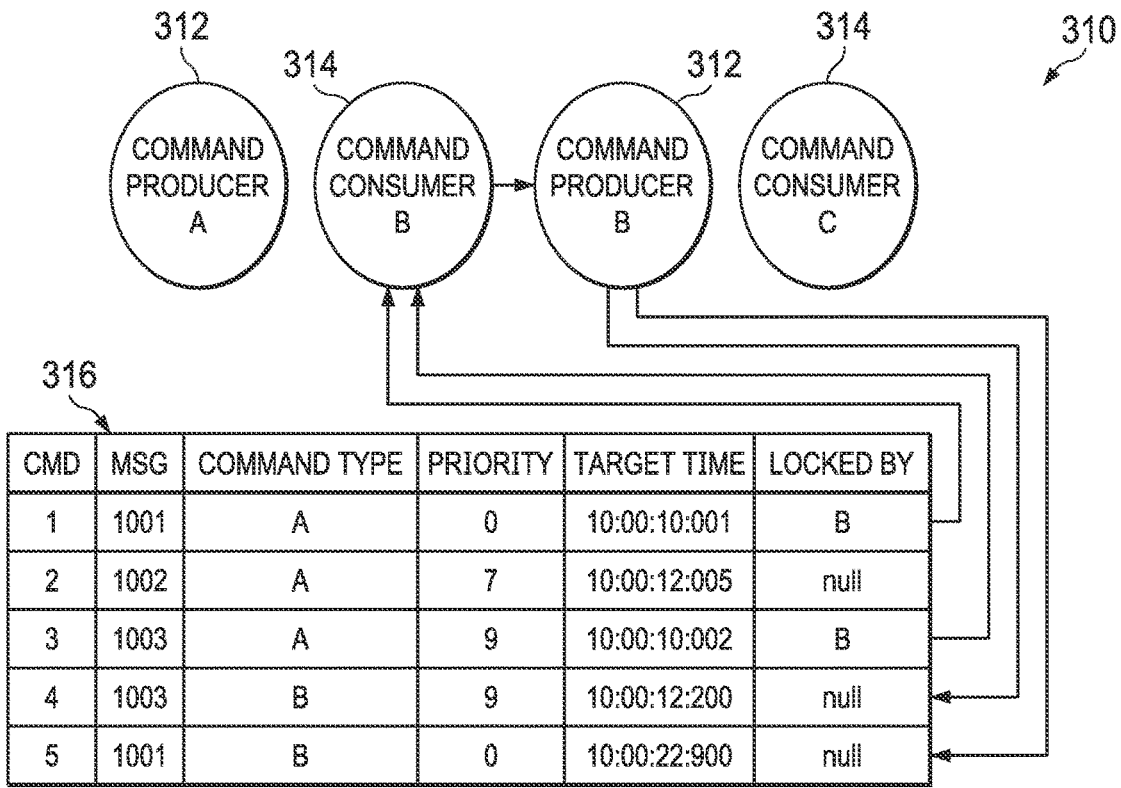 312
314
312
314
310
COMMAND PRODUCER A
COMMAND CONSUMER B
COMMAND PRODUCER B
COMMAND CONSUMER C
316
CMD MSG COMMAND TYPE PRIORITY TARGET TIME LOCKED BY
1 1001 A 0 10:00:10:001 B
2 1002 A 7 10:00:12:005 null
3 1003 A 9 10:00:10:002 B
4 1003 B 9 10:00:12:200 null
5 1001 B 0 10:00:22:900 null